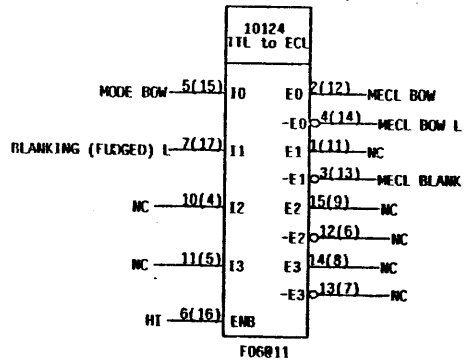 10124
TTL to ECL
MODE BOW 5(15) I0 E0 2(12) MECL BOW
-E0 4(14) MECL BOW L
BLANKING (FUDGED) L 7(17) I1 E1 1(11) NC
-E1 3(13) MECL BLANK
NC 10(4) I2 E2 15(9) NC
-E2 12(6) NC
NC 11(5) I3 E3 14(8) NC
-E3 13(7) NC
HI 6(16) ENB
F06@11